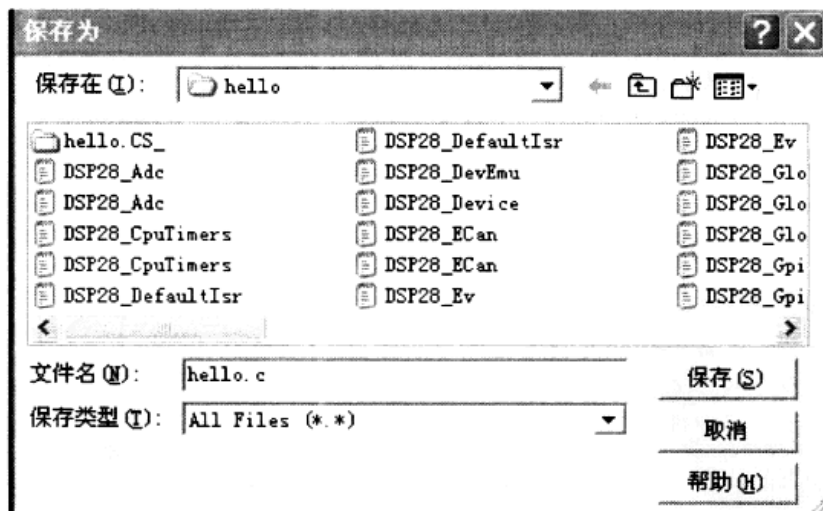 保存为
保存在(I): hello
hello.CS_ DSP28_DefaultIsr DSP28_Ev
DSP28_Adc DSP28_DevEmu DSP28_Glo
DSP28_Adc DSP28_Device DSP28_Glo
DSP28_CpuTimers DSP28_ECan DSP28_Glo
DSP28_CpuTimers DSP28_ECan DSP28_Gpi
DSP28_DefaultIsr DSP28_Ev DSP28_Gpi
文件名(N): hello.c 保存(S)
保存类型(T): All Files (*.*) 取消
帮助(H)